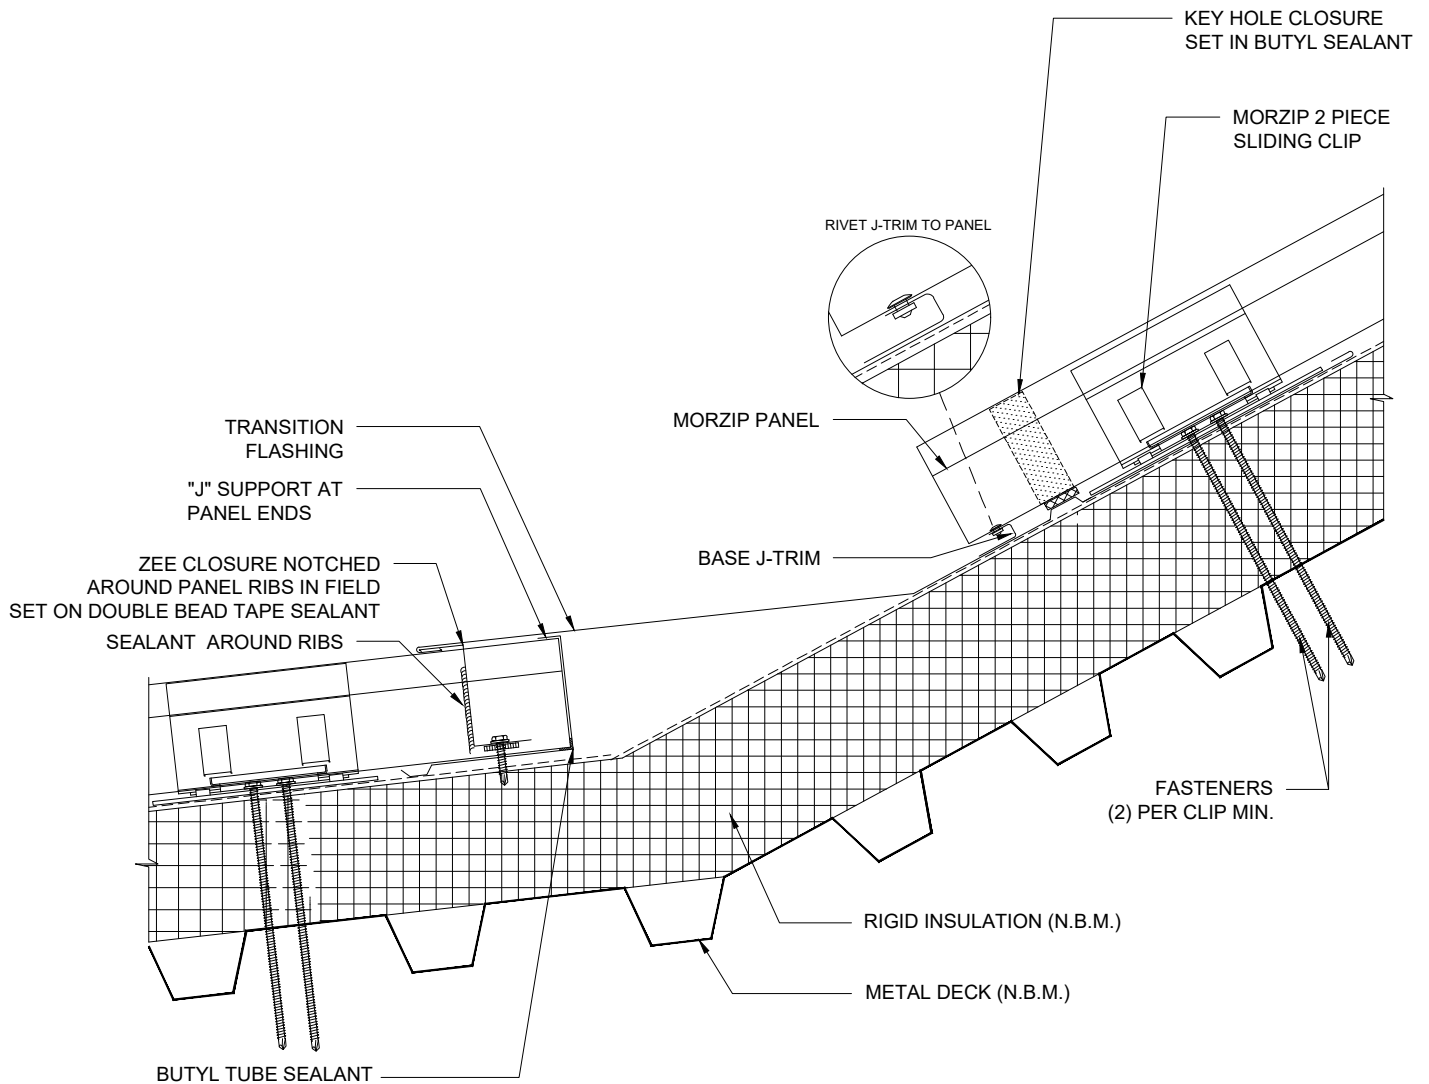 KEY HOLE CLOSURE
SET IN BUTYL SEALANT
MORZIP 2 PIECE
SLIDING CLIP
RIVET J-TRIM TO PANEL
MORZIP PANEL
TRANSITION
FLASHING
"J" SUPPORT AT
PANEL ENDS
ZEE CLOSURE NOTCHED
AROUND PANEL RIBS IN FIELD
SET ON DOUBLE BEAD TAPE SEALANT
SEALANT AROUND RIBS
BASE J-TRIM
FASTENERS
(2) PER CLIP MIN.
RIGID INSULATION (N.B.M.)
METAL DECK (N.B.M.)
BUTYL TUBE SEALANT